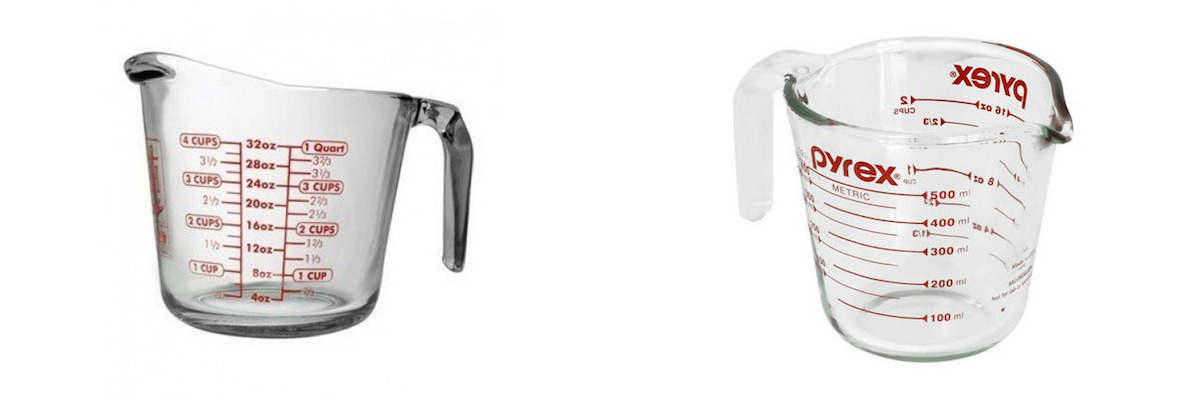 4 CUPS 32oz 1 Quart
3½ 28oz 3⅔
3⅓
3 CUPS 24oz 3 CUPS
2½ 20oz 2⅔
2⅓
2 CUPS 16oz 2 CUPS
1½ 12oz 1⅔
1⅓
1 CUP 8oz 1 CUP
½ 4oz ⅔
PYREX®
2 CUPS 16 oz
2/3
PYREX®
METRIC
1 CUP 8 oz
500 ml
400 ml
4 oz
1/3
300 ml
200 ml
100 ml